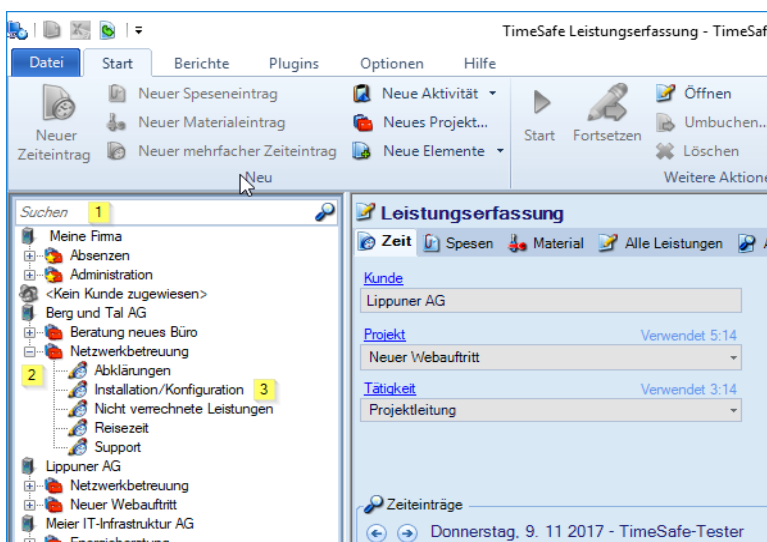 TimeSafe Leistungserfassung - TimeSaf
Datei Start Berichte Plugins Optionen Hilfe
Neuer Zeiteintrag
Neuer Speseneintrag
Neuer Materialeintrag
Neuer mehrfacher Zeiteintrag
Neue Aktivität
Neues Projekt...
Neue Elemente
Neu
Start
Fortsetzen
Öffnen
Umbuchen...
Löschen
Weitere Aktione
Suchen 1
Meine Firma
Absenzen
Administration
<Kein Kunde zugewiesen>
Berg und Tal AG
Beratung neues Büro
Netzwerkbetreuung
2 Abklärungen
Installation/Konfiguration 3
Nicht verrechnete Leistungen
Reisezeit
Support
Lippuner AG
Netzwerkbetreuung
Neuer Webauftritt
Meier IT-Infrastruktur AG
Energieberatung
Leistungserfassung
Zeit Spesen Material Alle Leistungen A
Kunde
Lippuner AG
Projekt Verwendet 5:14
Neuer Webauftritt
Tätigkeit Verwendet 3:14
Projektleitung
Zeiteinträge
Donnerstag, 9. 11 2017 - TimeSafe-Tester